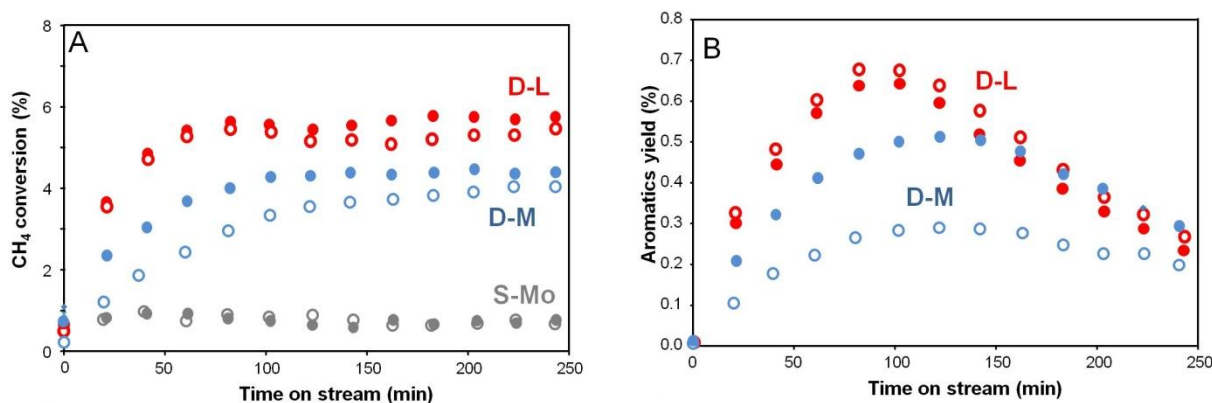 A
CH4 conversion (%)
8
6
4
2
0
D-L
D-M
S-Mo
0 50 100 150 200 250
Time on stream (min)
B
Aromatics yield (%)
0.8
0.7
0.6
0.5
0.4
0.3
0.2
0.1
0.0
D-L
D-M
0 50 100 150 200 250
Time on stream (min)